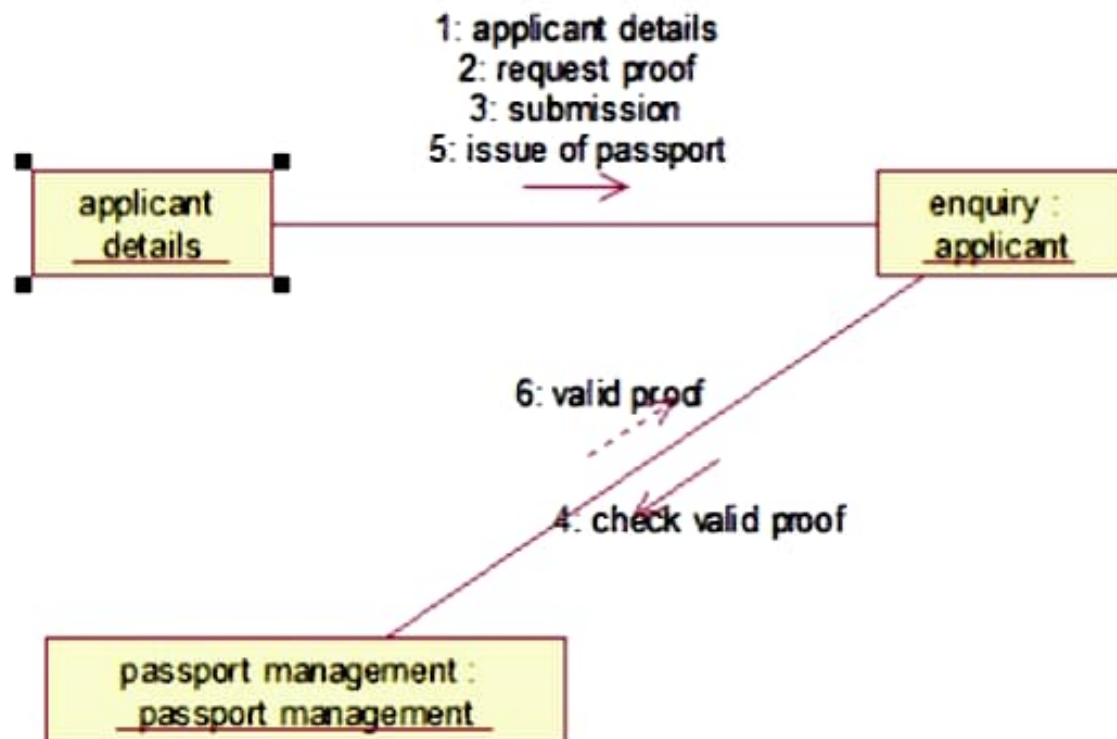 1: applicant details
2: request proof
3: submission
5: issue of passport
applicant
details
enquiry :
applicant
6: valid proof
4: check valid proof
passport management :
passport management